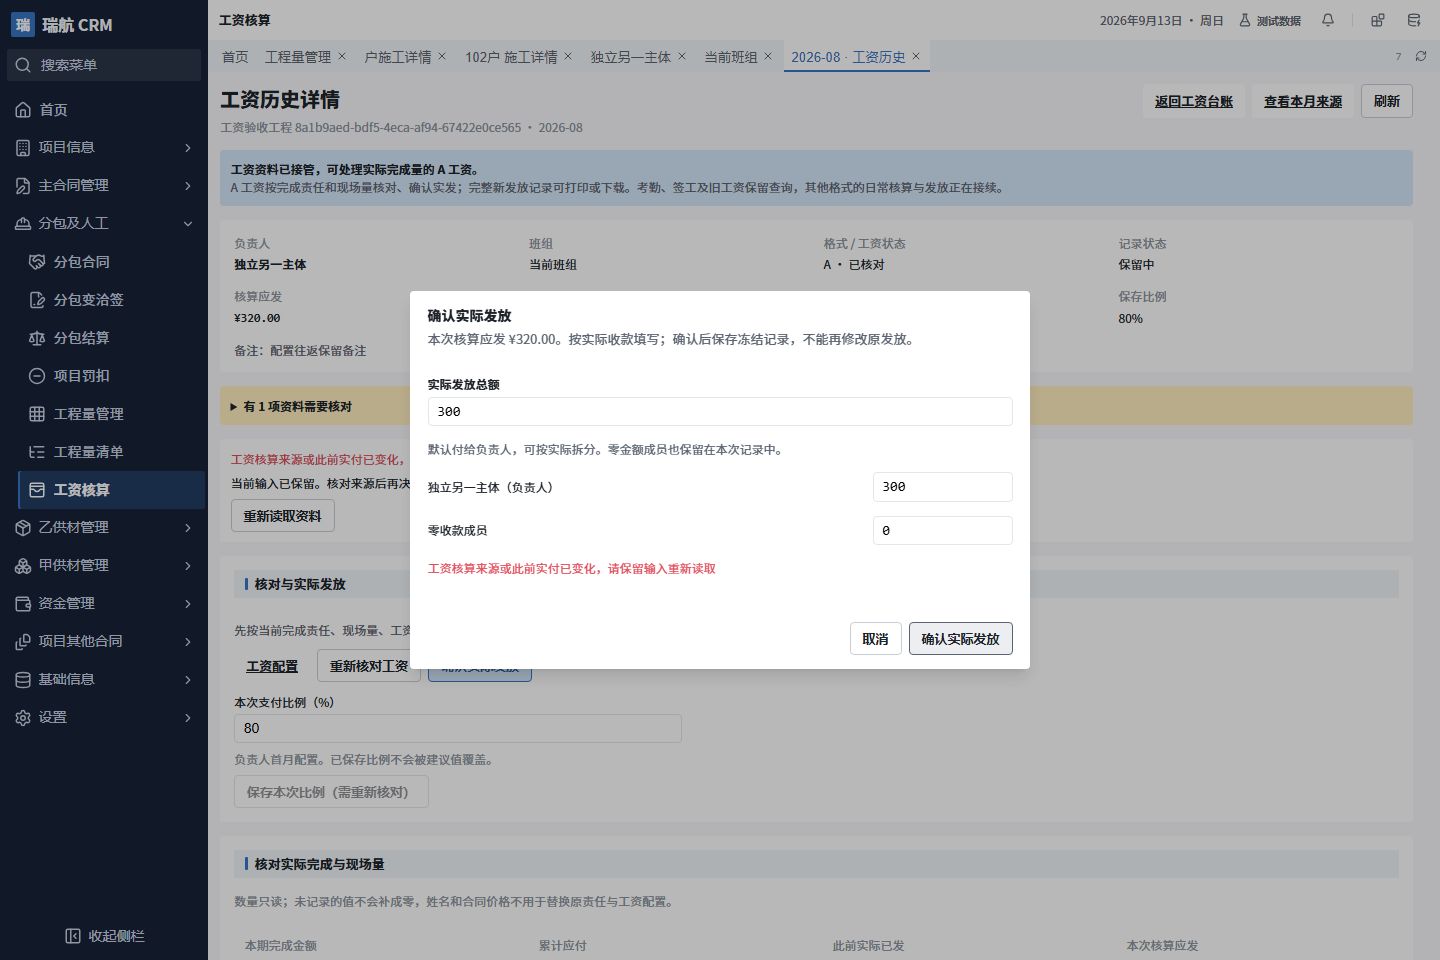 瑞 瑞航 CRM
搜索菜单
首页
项目信息
主合同管理
分包及人工
分包合同
分包变洽签
分包结算
项目罚扣
工程量管理
工程量清单
工资核算
乙供材管理
甲供材管理
资金管理
项目其他合同
基础信息
设置
收起侧栏
工资核算
2026年9月13日 • 周日 测试数据
首页 工程量管理 × 户施工详情 × 102户 施工详情 × 独立另一主体 × 当前班组 × 2026-08 · 工资历史 × 7
工资历史详情
工资验收工程 8a1b9aed-bdf5-4eca-af94-67422e0ce565 • 2026-08
返回工资台账 查看本月来源 刷新
工资资料已接管，可处理实际完成量的 A 工资。
A 工资按完成责任和现场量核对、确认实发；完整新发放记录可打印或下载。考勤、签工及旧工资保留查询，其他格式的日常核算与发放正在接续。
负责人 班组 格式 / 工资状态 记录状态
独立另一主体 当前班组 A • 已核对 保留中
核算应发 保存比例
¥320.00 80%
备注：配置往返保留备注
有 1 项资料需要核对
工资核算来源或此前实付已变化，
当前输入已保留。核对来源后再决
重新读取资料
核对与实际发放
先按当前完成责任、现场量、工资
工资配置 重新核对工资
本次支付比例（%）
80
负责人首月配置。已保存比例不会被建议值覆盖。
保存本次比例（需重新核对）
核对实际完成与现场量
数量只读；未记录的值不会补成零，姓名和合同价格不用于替换原责任与工资配置。
本期完成金额 累计应付 此前实际已发 本次核算应发
确认实际发放
本次核算应发 ¥320.00。按实际收款填写；确认后保存冻结记录，不能再修改原发放。
实际发放总额
300
默认付给负责人，可按实际拆分。零金额成员也保留在本次记录中。
独立另一主体（负责人） 300
零收款成员 0
工资核算来源或此前实付已变化，请保留输入重新读取
取消 确认实际发放